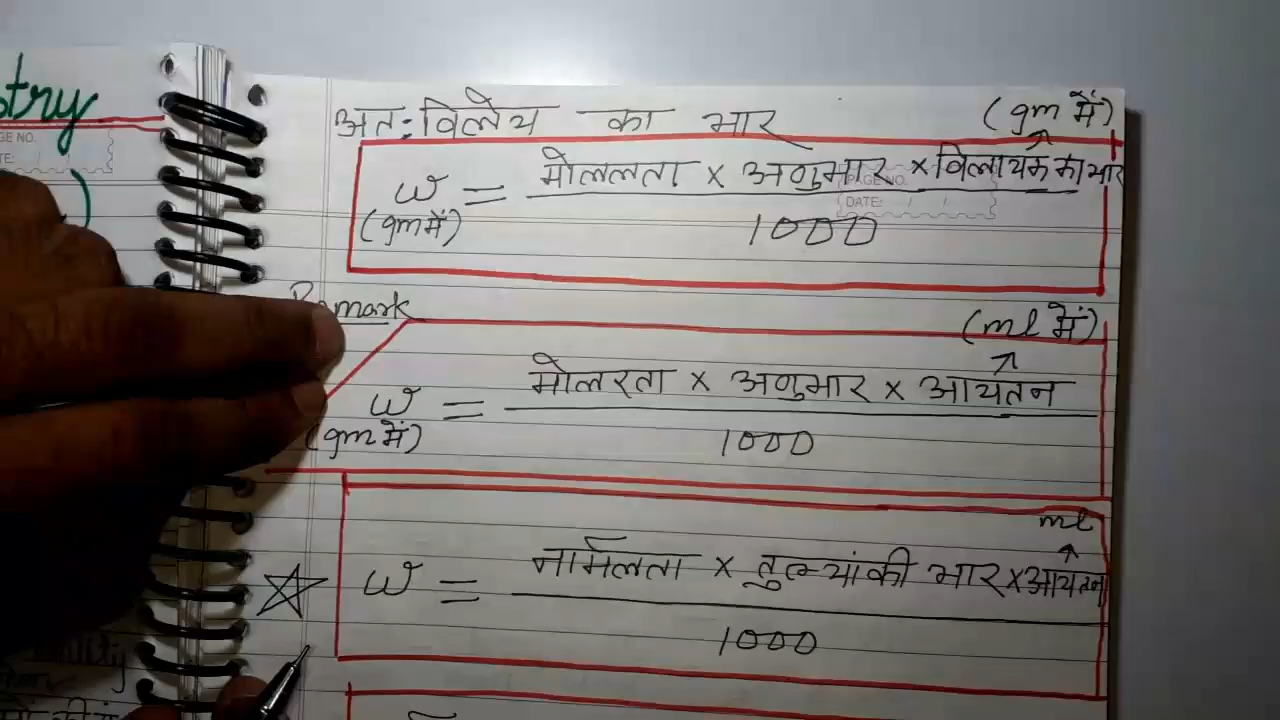 अतः विलेय का भार (gm में)
w = मोललता x अणुभार x विलायक का भार
(gm में) 1000
Remark
(ml में)
w = मोलरता x अणुभार x आयतन
(gm में) 1000
ml
w = नार्मलता x तुल्यांकी भार x आयतन
1000
PAGE NO.
DATE: